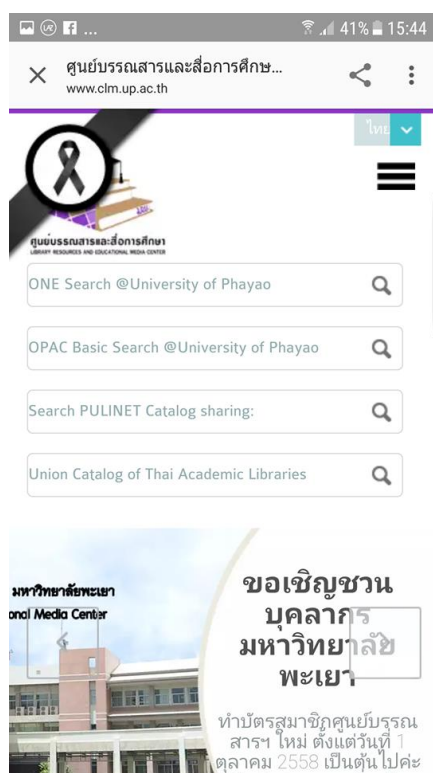 41% 15:44
ศูนย์บรรณสารและสื่อการศึกษ...
www.clm.up.ac.th
ไทย
ศูนย์บรรณสารและสื่อการศึกษา
LIBRARY RESOURCES AND EDUCATIONAL MEDIA CENTER
ONE Search @University of Phayao
OPAC Basic Search @University of Phayao
Search PULINET Catalog sharing:
Union Catalog of Thai Academic Libraries
มหาวิทยาลัยพะเยา
onal Media Center
ขอเชิญชวน
บุคลากร
มหาวิทยาลัย
พะเยา
ทำบัตรสมาชิกศูนย์บรรณ
สารฯ ใหม่ ตั้งแต่วันที่ 1
ตุลาคม 2558 เป็นต้นไปค่ะ